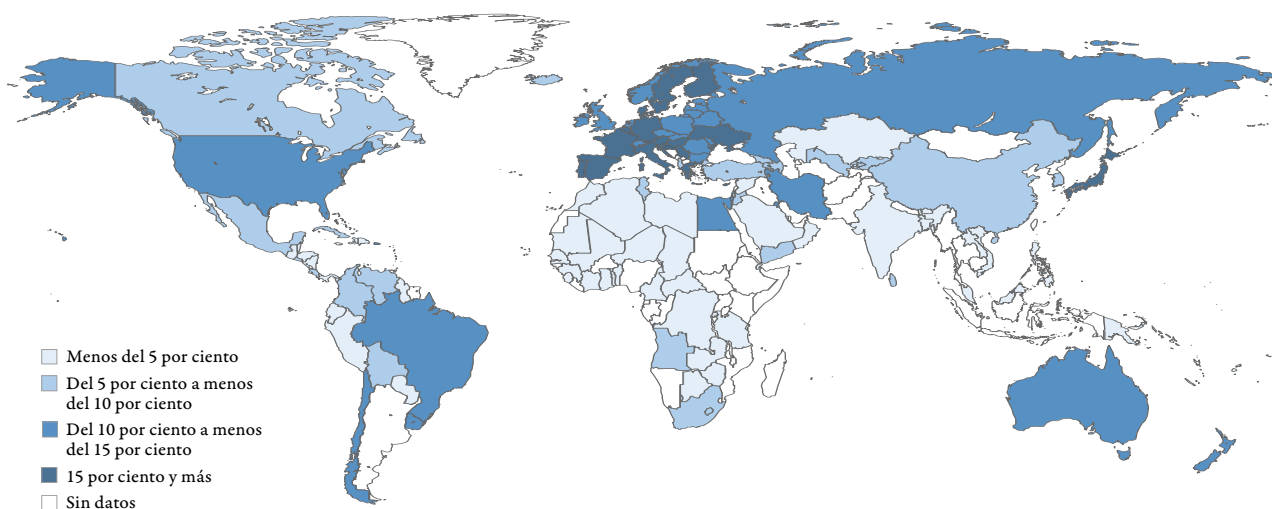 Menos del 5 por ciento
Del 5 por ciento a menos
del 10 por ciento
Del 10 por ciento a menos
del 15 por ciento
15 por ciento y más
Sin datos